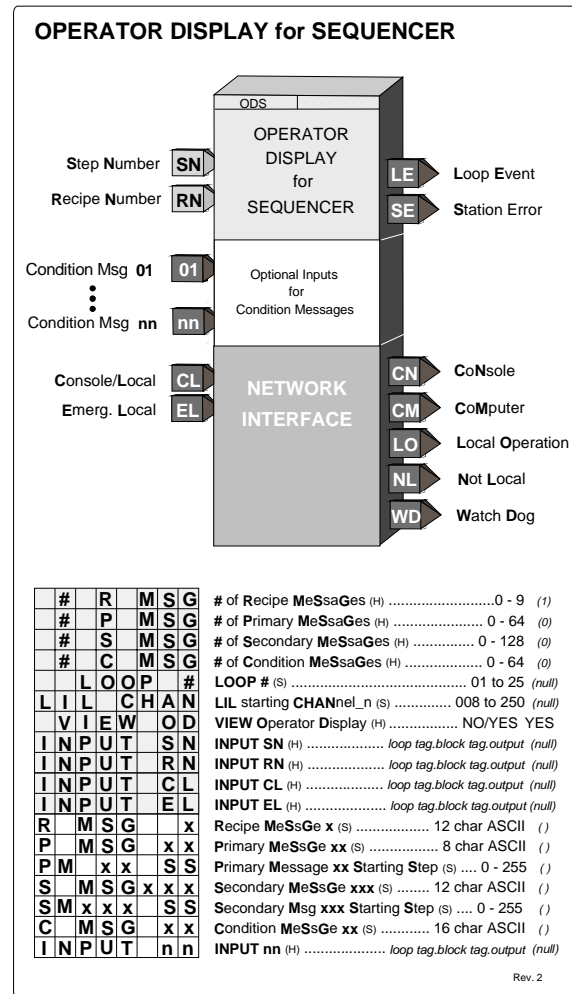 OPERATOR DISPLAY for SEQUENCER
ODS
OPERATOR
DISPLAY
for
SEQUENCER
Step Number SN
Recipe Number RN
LE Loop Event
SE Station Error
Condition Msg 01 01
Condition Msg nn nn
Optional Inputs
for
Condition Messages
Console/Local CL
Emerg. Local EL
NETWORK
INTERFACE
CN CoNsole
CM CoMputer
LO Local Operation
NL Not Local
WD Watch Dog
# R MSG # of Recipe MeSsaGes (H) ..........................0 - 9 (1)
# P MSG # of Primary MeSsaGes (H) ...................... 0 - 64 (0)
# S MSG # of Secondary MeSsaGes (H) .............. 0 - 128 (0)
# C MSG # of Condition MeSsaGes (H) ................... 0 - 64 (0)
LOOP # LOOP # (S) ............................................ 01 to 25 (null)
LIL CHAN LIL starting CHANnel_n (S) ........... 008 to 250 (null)
VIEW OD VIEW Operator Display (H) ................. NO/YES YES
INPUT SN INPUT SN (H) ................... loop tag.block tag.output (null)
INPUT RN INPUT RN (H) ................... loop tag.block tag.output (null)
INPUT CL INPUT CL (H) .................... loop tag.block tag.output (null)
INPUT EL INPUT EL (H) .................... loop tag.block tag.output (null)
R MSG x Recipe MeSsGe x (S) ............... 12 char ASCII ( )
P MSG xx Primary MeSsGe xx (S) .............. 8 char ASCII ( )
PM xx SS Primary Message xx Starting Step (S) .... 0 - 255 ( )
S MSGxxx Secondary MeSsGe xxx (S) ........ 12 char ASCII ( )
SMxxx SS Secondary Msg xxx Starting Step (S) .... 0 - 255 ( )
C MSG xx Condition MeSsGe xx (S) ............. 16 char ASCII ( )
INPUT nn INPUT nn (H) .................... loop tag.block tag.output (null)
Rev. 2